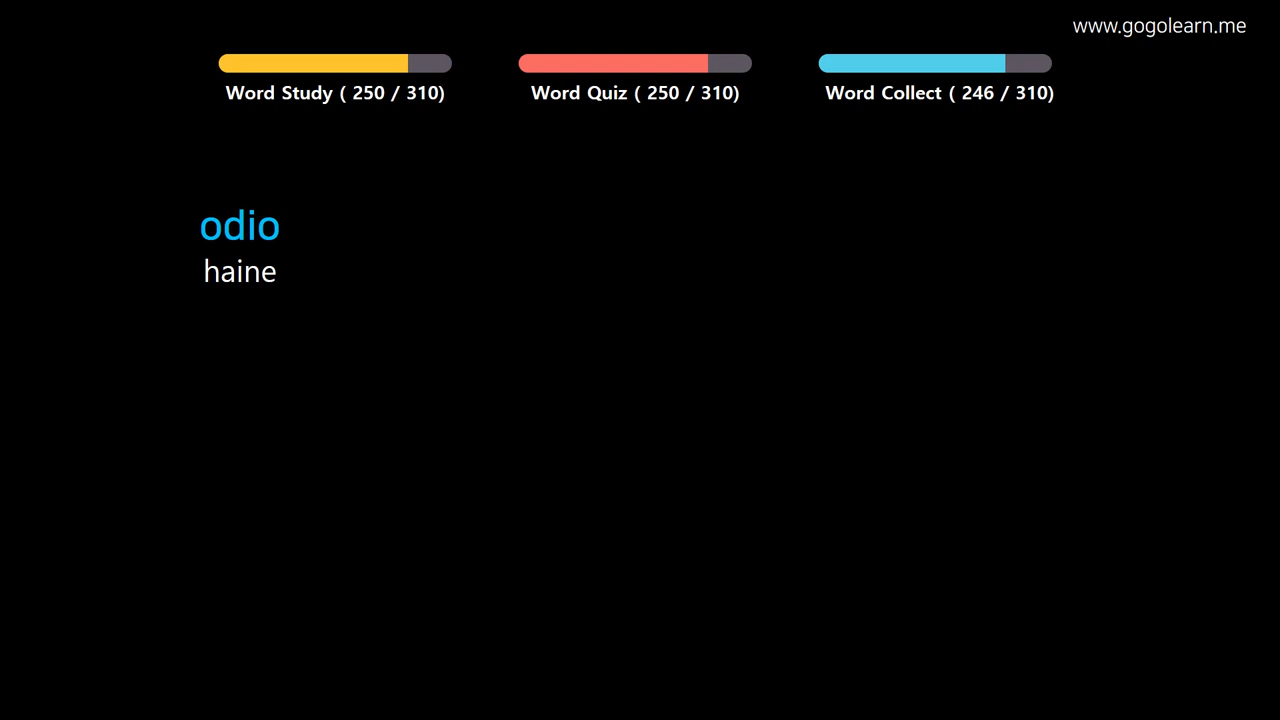 www.gogolearn.me
Word Study ( 250 / 310)
Word Quiz ( 250 / 310)
Word Collect ( 246 / 310)
odio
haine